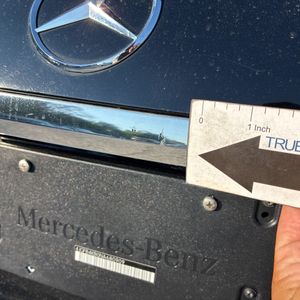 0 1 Inch
TRUE
Mercedes-Benz